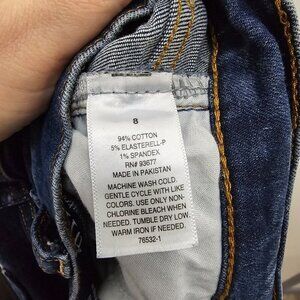 8
94% COTTON
5% ELASTERELL-P
1% SPANDEX
RN# 93677
MADE IN PAKISTAN
MACHINE WASH COLD.
GENTLE CYCLE WITH LIKE
COLORS. USE ONLY NON-
CHLORINE BLEACH WHEN
NEEDED. TUMBLE DRY LOW.
WARM IRON IF NEEDED.
76532-1